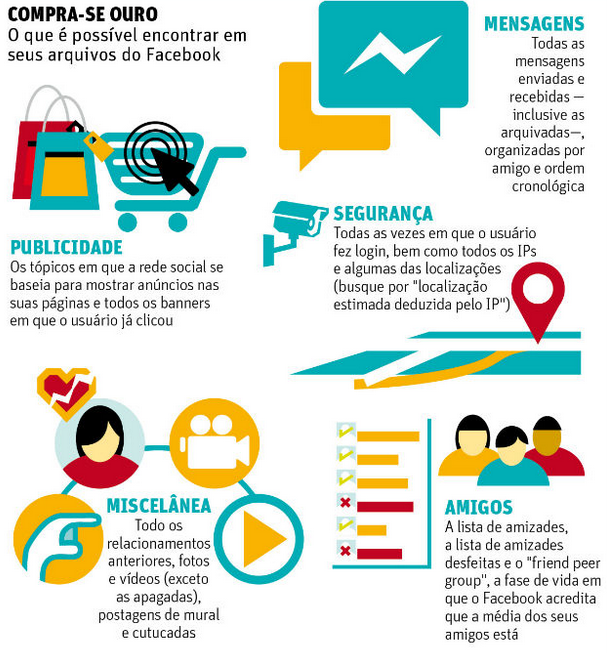 COMPRA-SE OURO
O que é possível encontrar em
seus arquivos do Facebook
MENSAGENS
Todas as
mensagens
enviadas e
recebidas —
inclusive as
arquivadas—,
organizadas por
amigo e ordem
cronológica
PUBLICIDADE
Os tópicos em que a rede social se
baseia para mostrar anúncios nas
suas páginas e todos os banners
em que o usuário já clicou
SEGURANÇA
Todas as vezes em que o usuário
fez login, bem como todos os IPs
e algumas das localizações
(busque por "localização
estimada deduzida pelo IP")
MISCELÂNEA
Todo os
relacionamentos
anteriores, fotos
e vídeos (exceto
as apagadas),
postagens de mural
e cutucadas
AMIGOS
A lista de amizades,
a lista de amizades
desfeitas e o "friend peer
group", a fase de vida em
que o Facebook acredita
que a média dos seus
amigos está